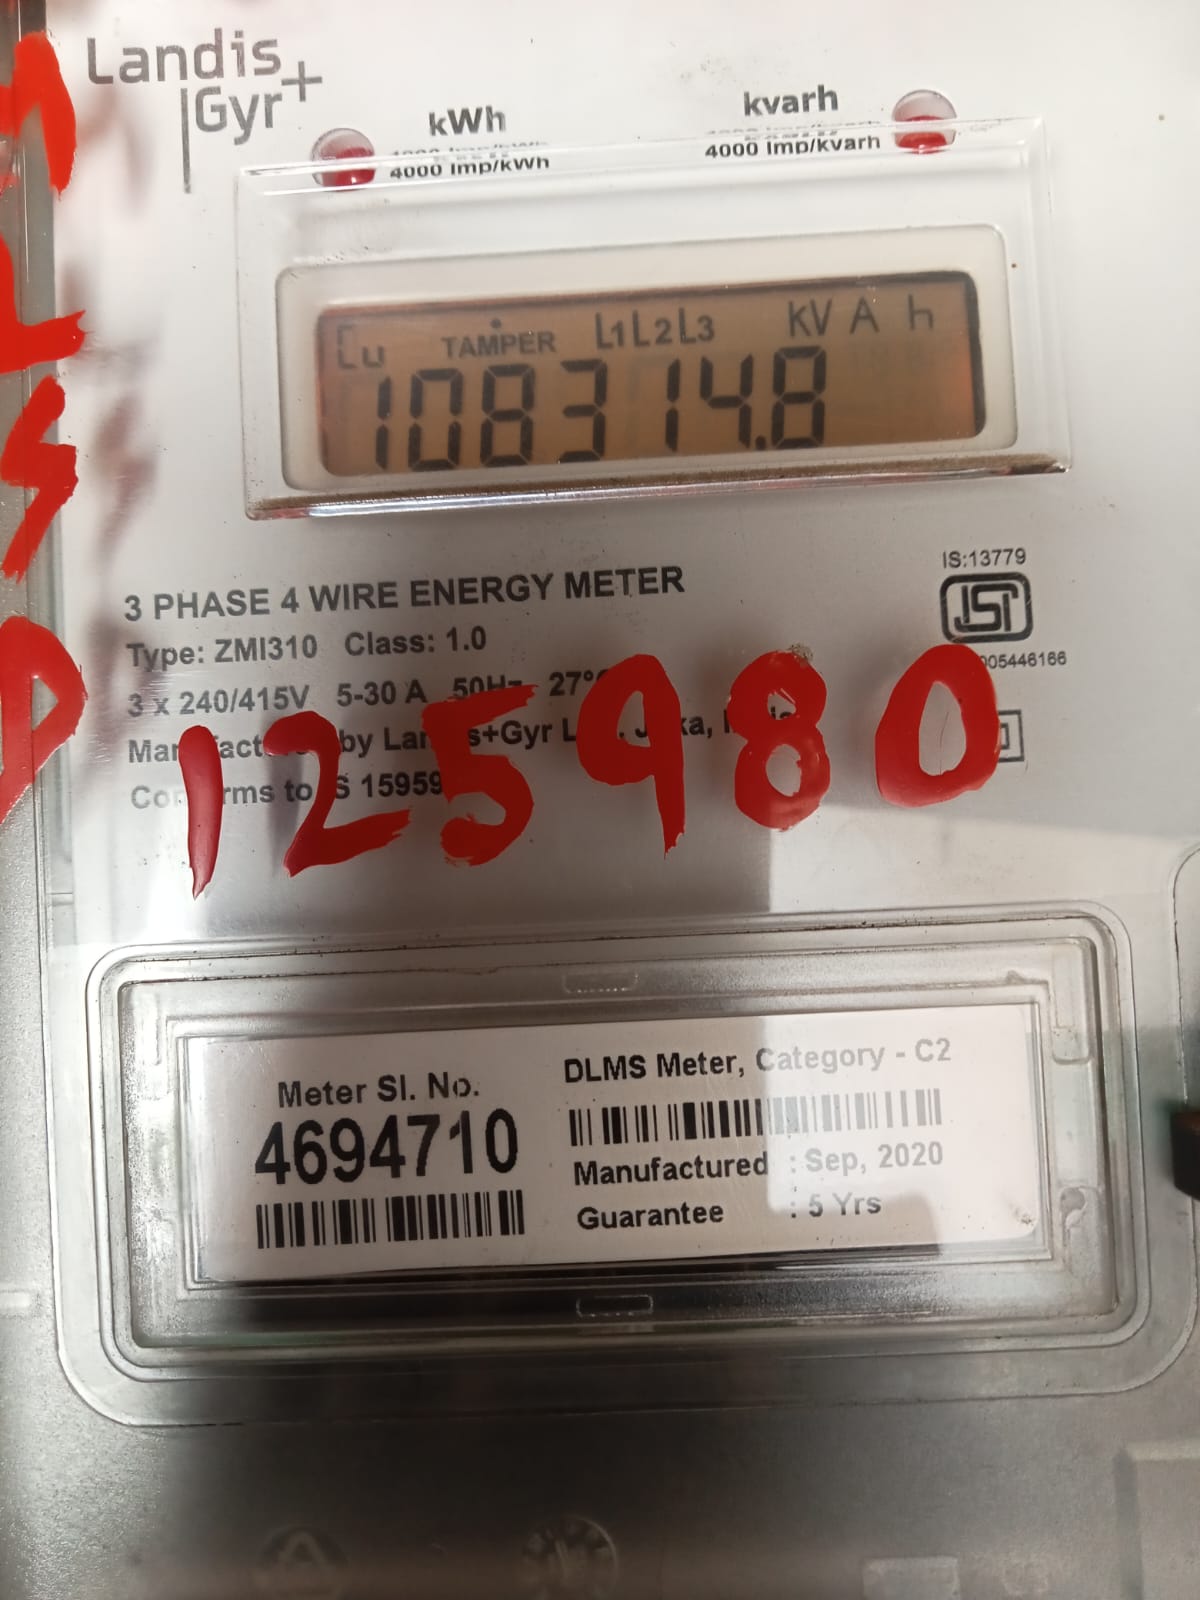 Landis
Gyr+
kWh
4000 Imp/kWh
kvarh
4000 Imp/kvarh
Cu TAMPER L1L2L3 kVAh
108314.8
3 PHASE 4 WIRE ENERGY METER
Type: ZMI310 Class: 1.0
3 x 240/415V 5-30 A 50Hz
by
15959
IS:13779
125980
Meter Sl. No.
4694710
DLMS Meter, Category - C2
Manufactured : Sep, 2020
Guarantee : 5 Yrs